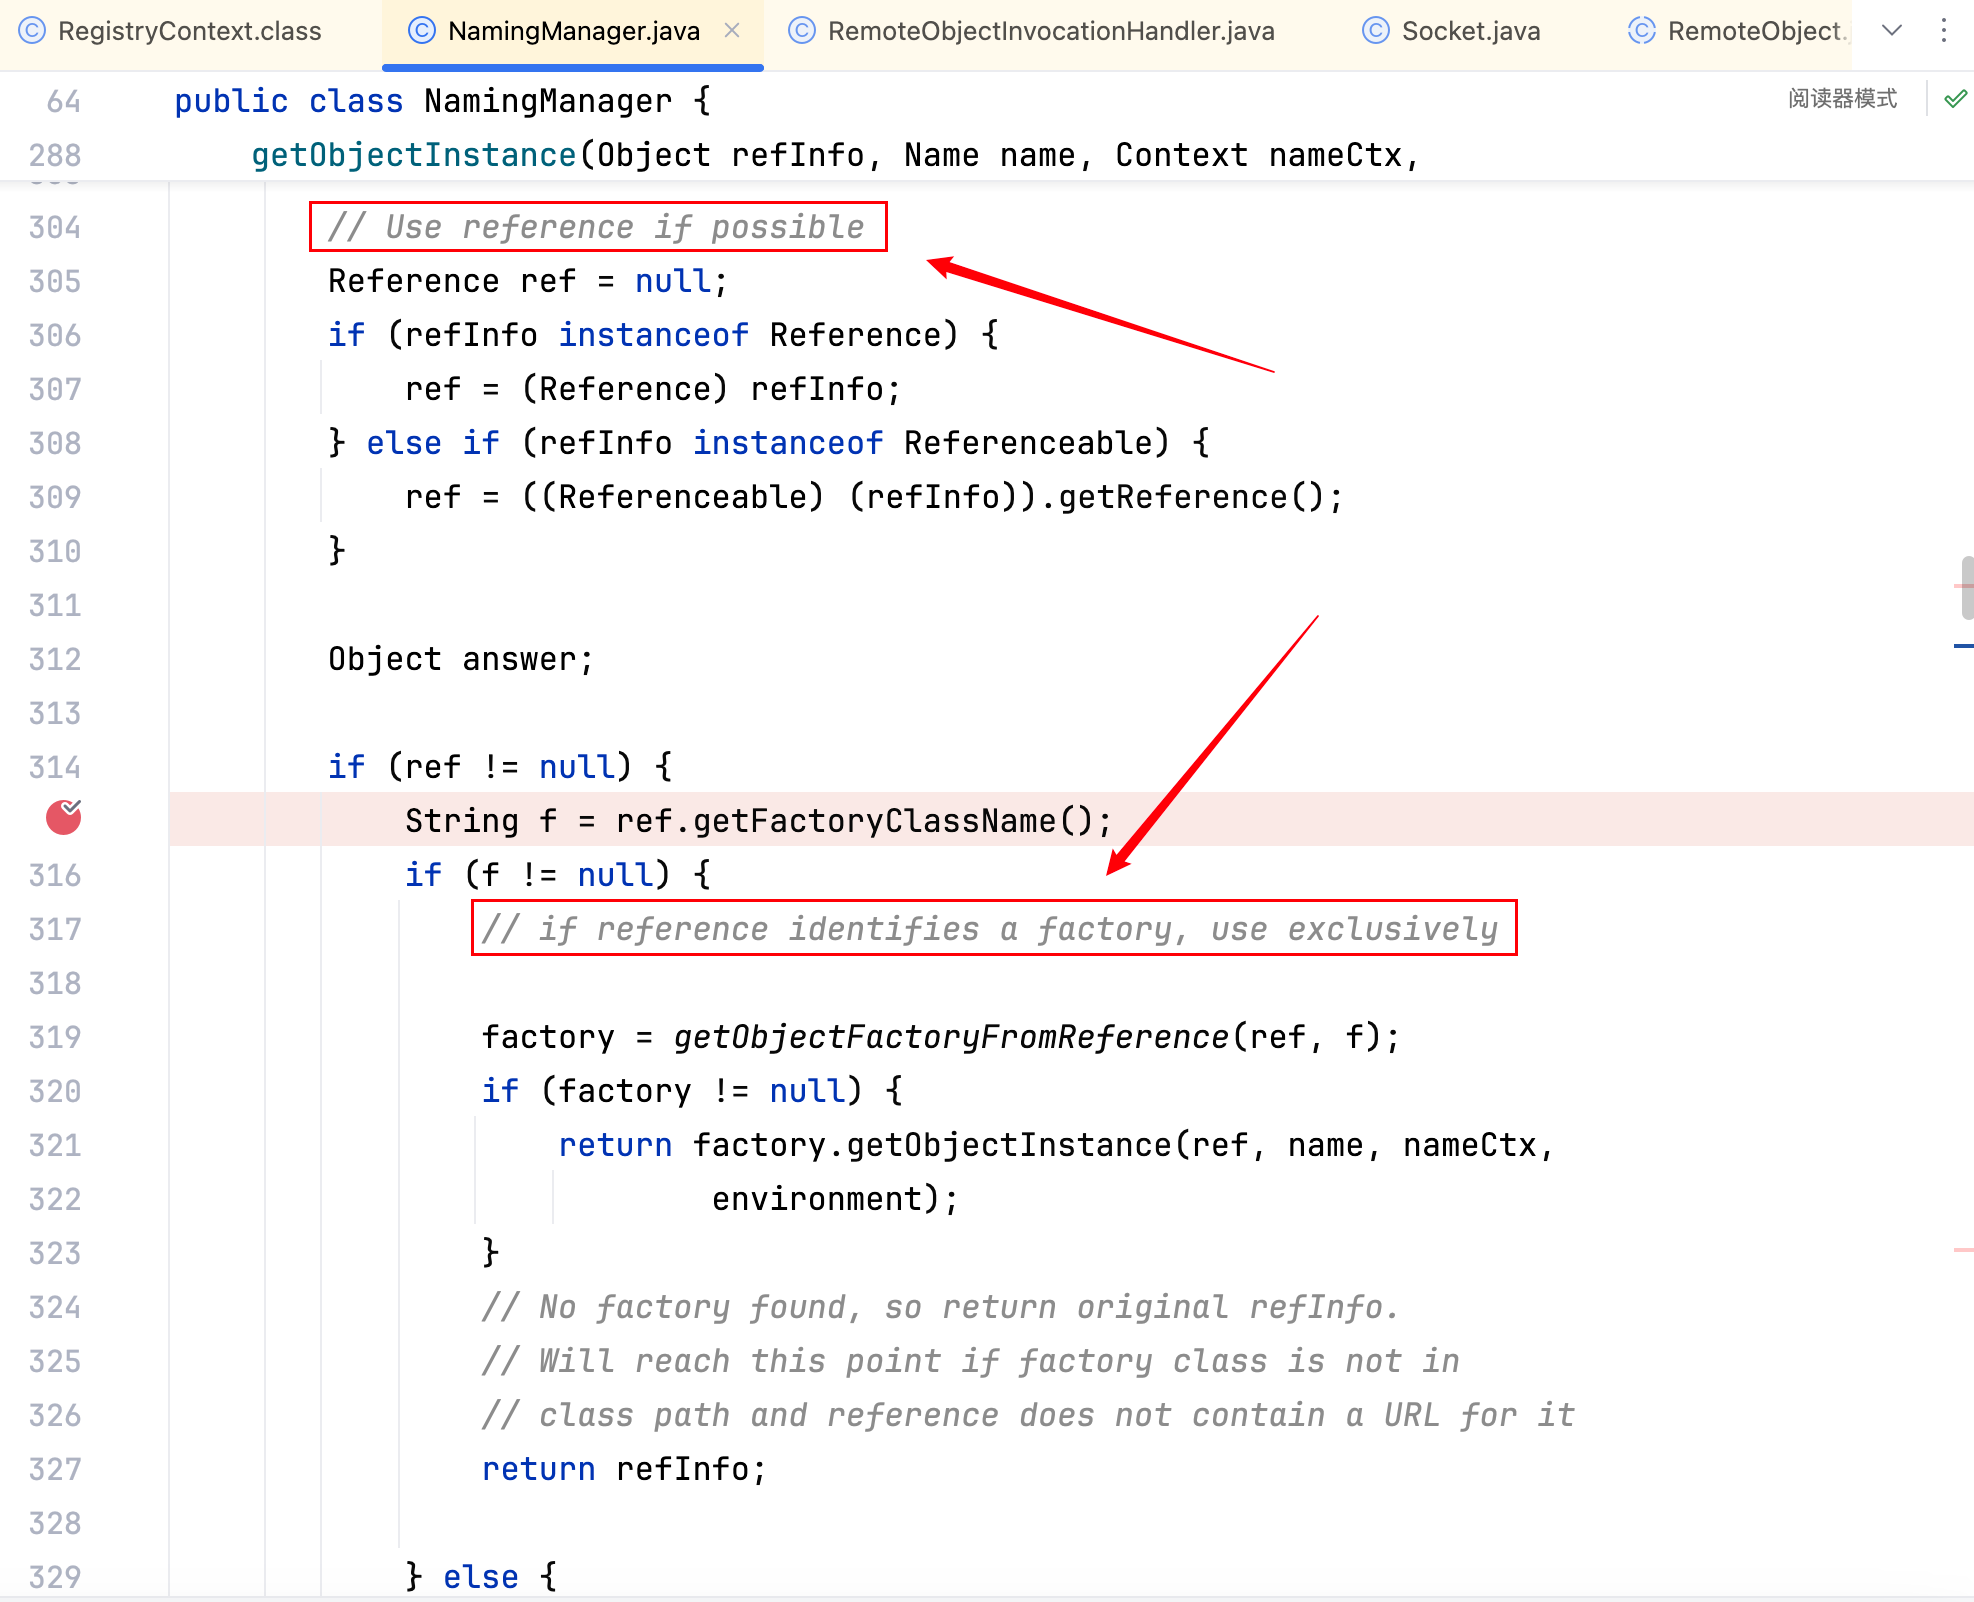 RegistryContext.class NamingManager.java RemoteObjectInvocationHandler.java Socket.java RemoteObject.
64 public class NamingManager { 阅读器模式
288 getObjectInstance(Object refInfo, Name name, Context nameCtx,
304 // Use reference if possible
305 Reference ref = null;
306 if (refInfo instanceof Reference) {
307 ref = (Reference) refInfo;
308 } else if (refInfo instanceof Referenceable) {
309 ref = ((Referenceable) (refInfo)).getReference();
310 }
311
312 Object answer;
313
314 if (ref != null) {
String f = ref.getFactoryClassName();
316 if (f != null) {
317 // if reference identifies a factory, use exclusively
318
319 factory = getObjectFactoryFromReference(ref, f);
320 if (factory != null) {
321 return factory.getObjectInstance(ref, name, nameCtx,
322 environment);
323 }
324 // No factory found, so return original refInfo.
325 // Will reach this point if factory class is not in
326 // class path and reference does not contain a URL for it
327 return refInfo;
328
329 } else {